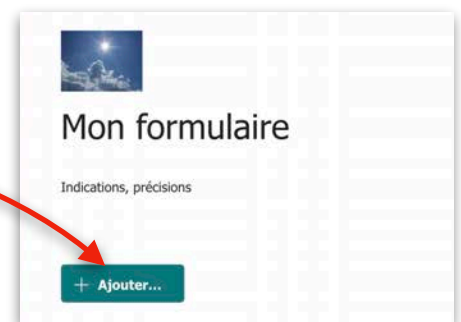 Mon formulaire
Indications, précisions
+ Ajouter...